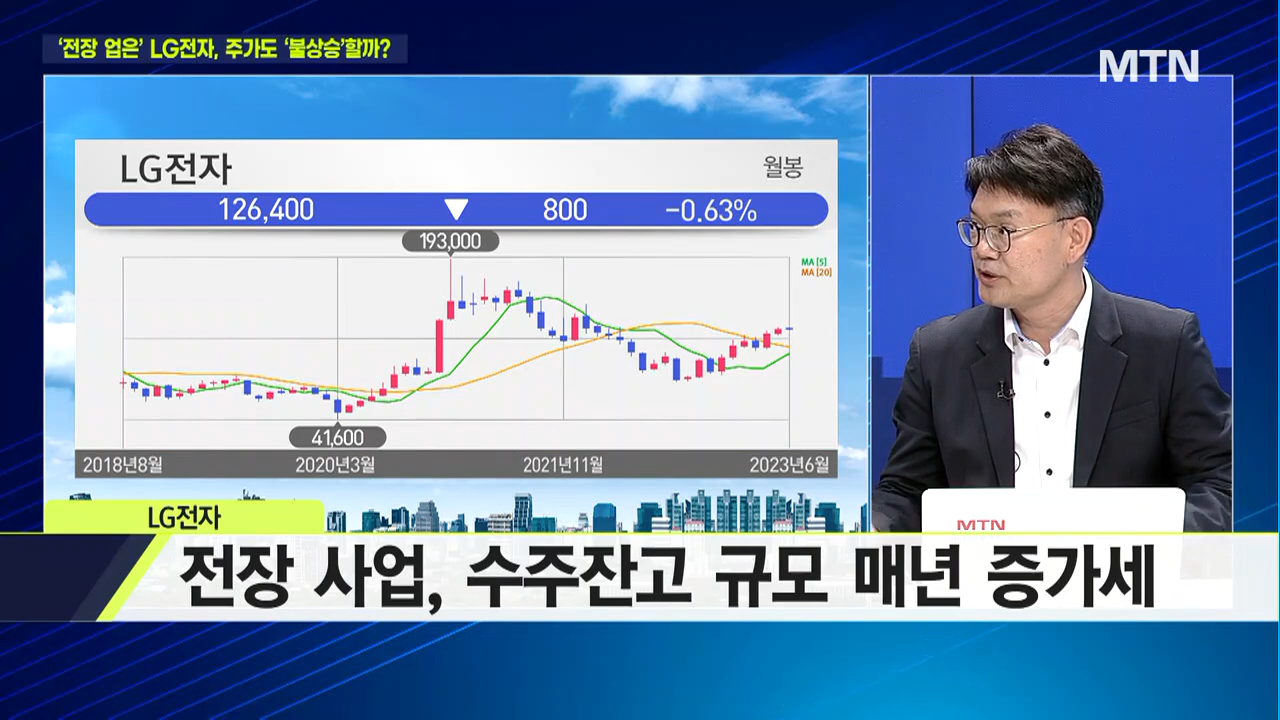 ‘전장 업은’ LG전자, 주가도 ‘불상승’할까?
MTN
LG전자
월봉
126,400 ▼ 800 -0.63%
193,000
MA [5]
MA [20]
41,600
2018년8월 2020년3월 2021년11월 2023년6월
MTN
LG전자
전장 사업, 수주잔고 규모 매년 증가세